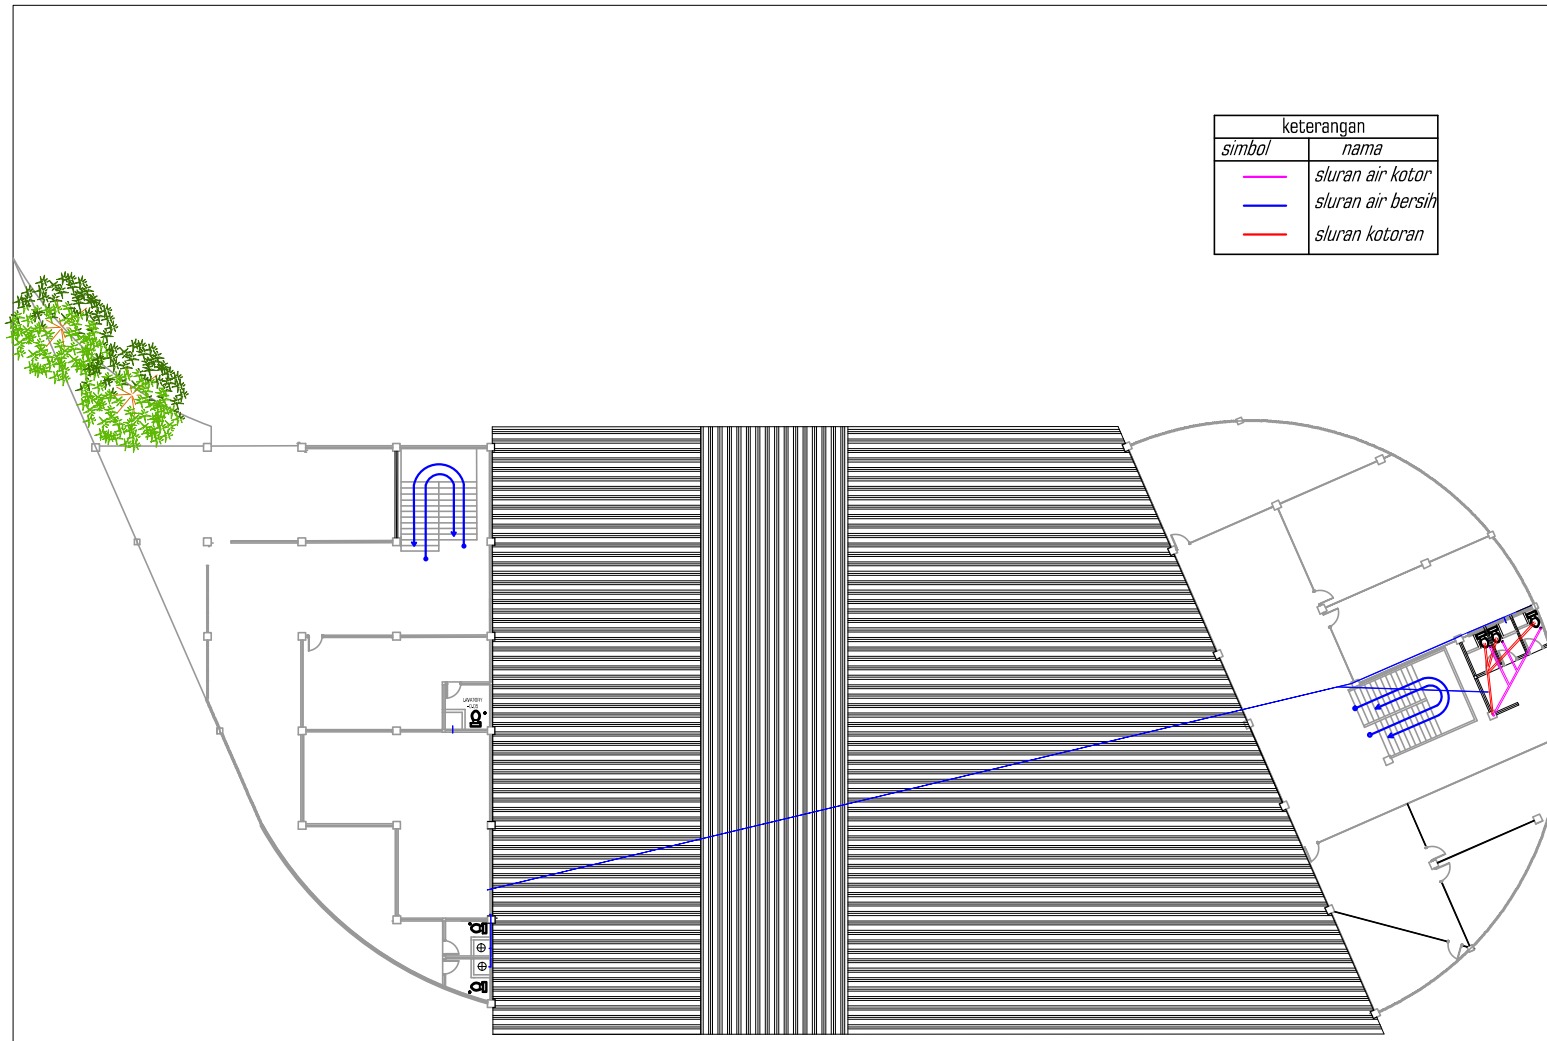 keterangan
simbol nama
sluran air kotor
sluran air bersih
sluran kotoran